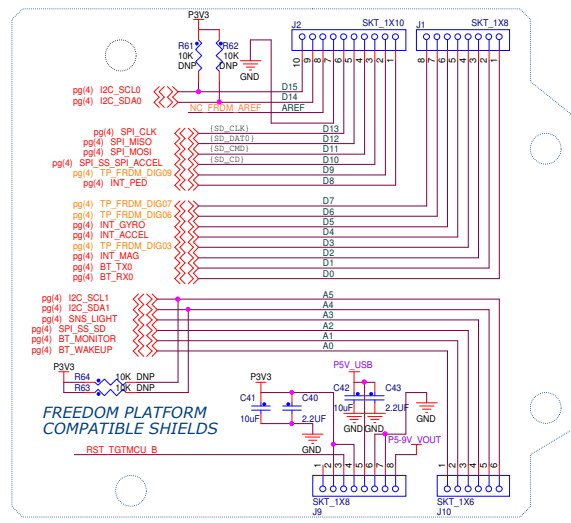 P3V3
J2 SKT_1X10
J1 SKT_1X8
R61 R62
10K 10K
DNP DNP
GND
10 9 8 7 6 5 4 3 2 1
8 7 6 5 4 3 2 1
pg(4) I2C_SCL0 D15
pg(4) I2C_SDA0 D14
NC_FRDM_AREF AREF
pg(4) SPI_CLK {SD_CLK} D13
pg(4) SPI_MISO {SD_DAT0} D12
pg(4) SPI_MOSI {SD_CMD} D11
pg(4) SPI_SS_SPI_ACCEL {SD_CD} D10
pg(4) TP_FRDM_DIG09 D9
pg(4) INT_PED D8
pg(4) TP_FRDM_DIG07 D7
pg(4) TP_FRDM_DIG06 D6
pg(4) INT_GYRO D5
pg(4) INT_ACCEL D4
pg(4) TP_FRDM_DIG03 D3
pg(4) INT_MAG D2
pg(4) BT_TX0 D1
pg(4) BT_RX0 D0
pg(4) I2C_SCL1 A5
pg(4) I2C_SDA1 A4
pg(4) SNS_LIGHT A3
pg(4) SPI_SS_SD A2
pg(4) BT_MONITOR A1
pg(4) BT_WAKEUP A0
P3V3
R64 10K DNP
R63 10K DNP
P3V3
P5V_USB
C41 C40
10uF 2.2UF
GND
C42 C43
10uF 2.2UF
GND GND
GND
FREEDOM PLATFORM
COMPATIBLE SHIELDS
P5-9V_VOUT
RST_TGTMCU_B
1 2 3 4 5 6 7 8
1 2 3 4 5 6
SKT_1X8
J9
SKT_1X6
J10